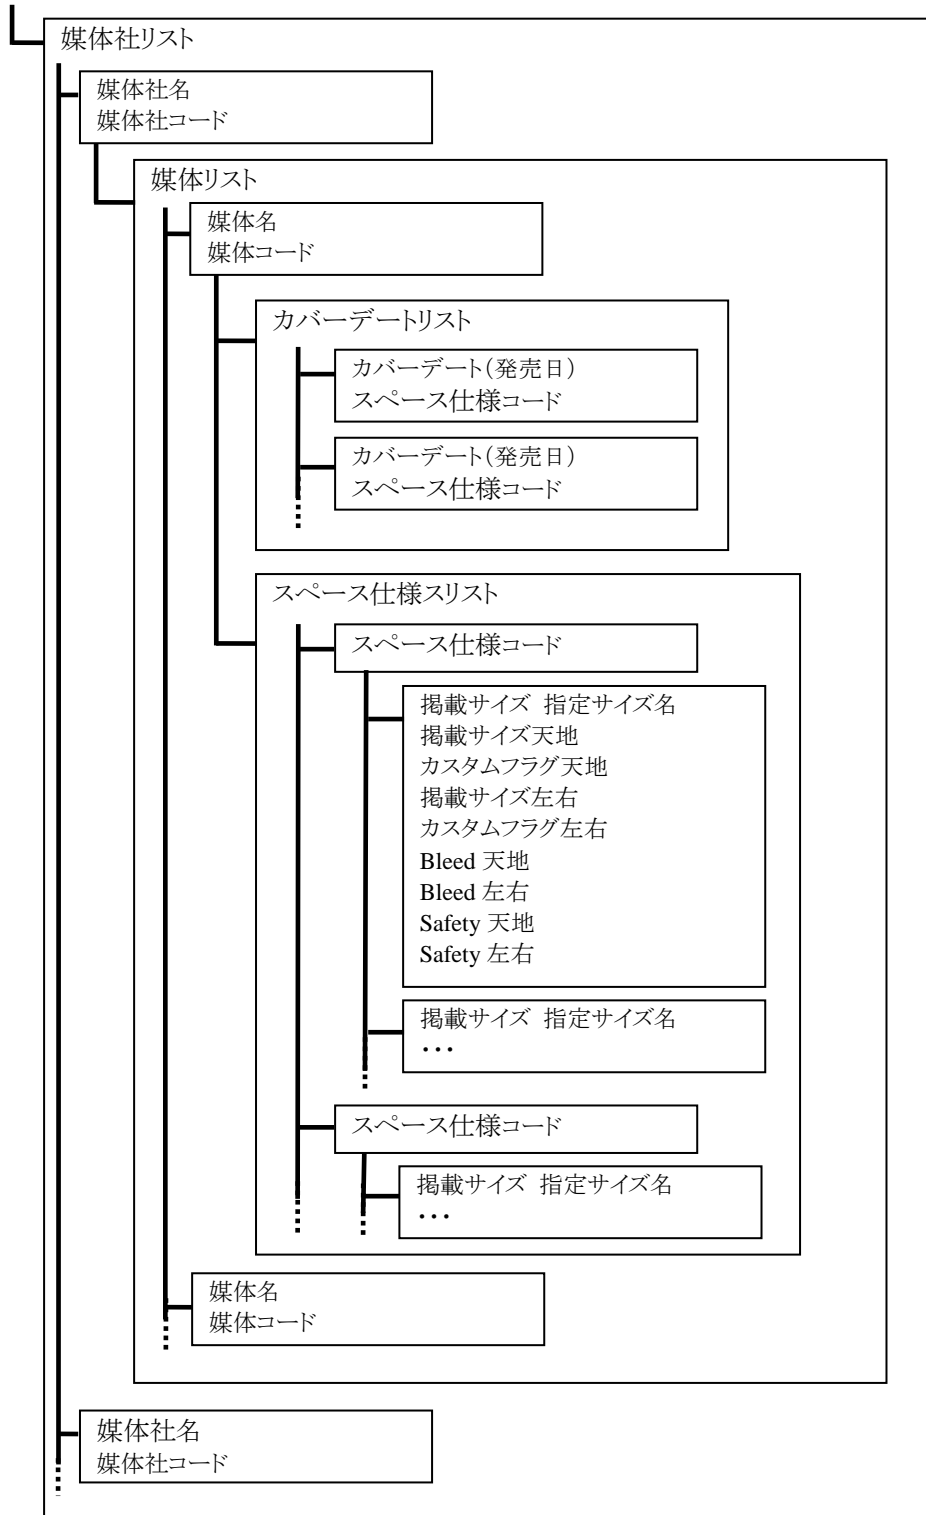 媒体社リスト
媒体社名
媒体社コード
媒体リスト
媒体名
媒体コード
カバーデートリスト
カバーデート(発売日)
スペース仕様コード
カバーデート(発売日)
スペース仕様コード
スペース仕様スリスト
スペース仕様コード
掲載サイズ 指定サイズ名
掲載サイズ天地
カスタムフラグ天地
掲載サイズ左右
カスタムフラグ左右
Bleed 天地
Bleed 左右
Safety 天地
Safety 左右
掲載サイズ 指定サイズ名
・・・
スペース仕様コード
掲載サイズ 指定サイズ名
・・・
媒体名
媒体コード
媒体社名
媒体社コード